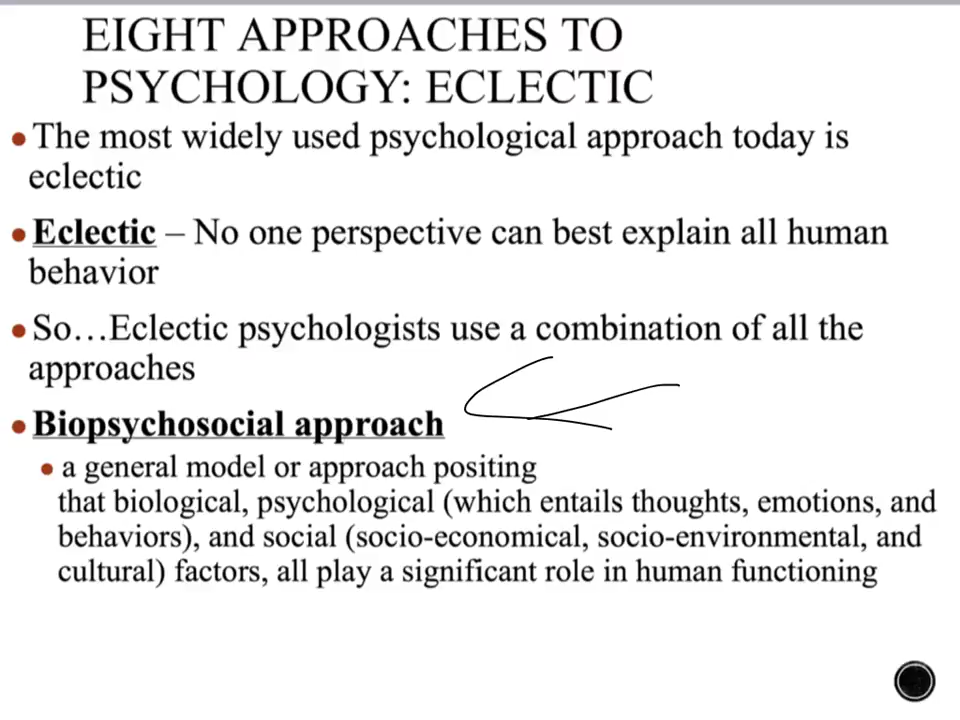 EIGHT APPROACHES TO
PSYCHOLOGY: ECLECTIC
•The most widely used psychological approach today is
eclectic
•Eclectic – No one perspective can best explain all human
behavior
•So…Eclectic psychologists use a combination of all the
approaches
•Biopsychosocial approach
• a general model or approach positing
that biological, psychological (which entails thoughts, emotions, and
behaviors), and social (socio-economical, socio-environmental, and
cultural) factors, all play a significant role in human functioning